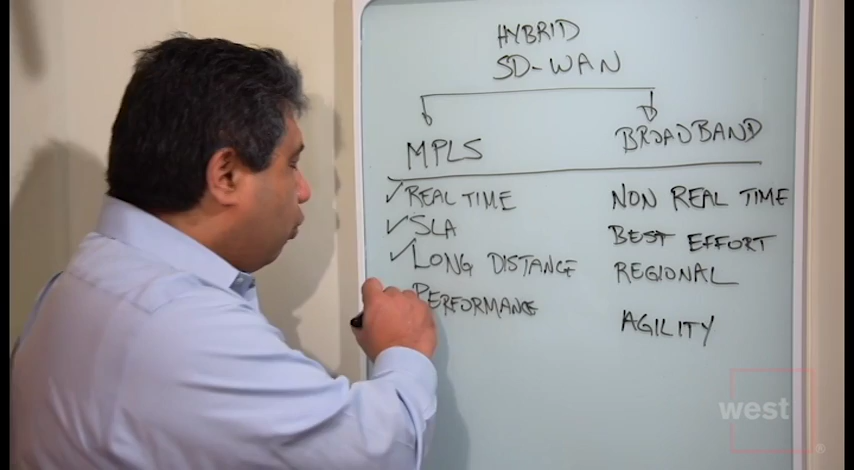 HYBRID
SD-WAN
MPLS
BROADBAND
✓ REAL TIME
NON REAL TIME
✓ SLA
BEST EFFORT
✓ LONG DISTANCE
REGIONAL
PERFORMANCE
AGILITY
west
®